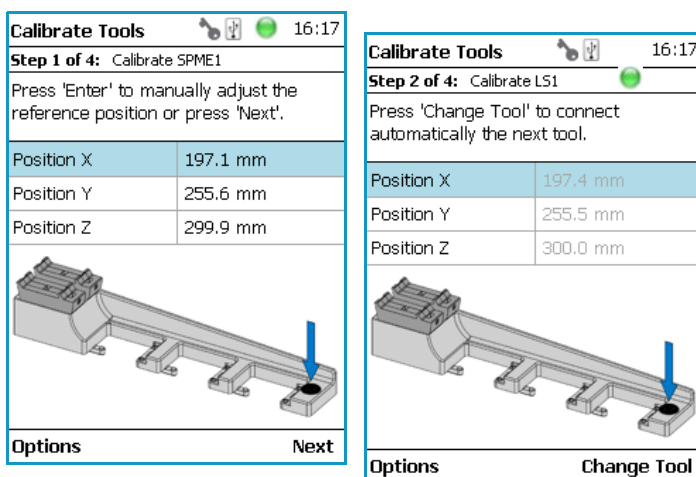 Calibrate Tools 16:17
Step 1 of 4: Calibrate SPME1
Press 'Enter' to manually adjust the
reference position or press 'Next'.
Position X 197.1 mm
Position Y 255.6 mm
Position Z 299.9 mm
Options Next
Calibrate Tools 16:17
Step 2 of 4: Calibrate LS1
Press 'Change Tool' to connect
automatically the next tool.
Position X 197.4 mm
Position Y 255.5 mm
Position Z 300.0 mm
Options Change Tool